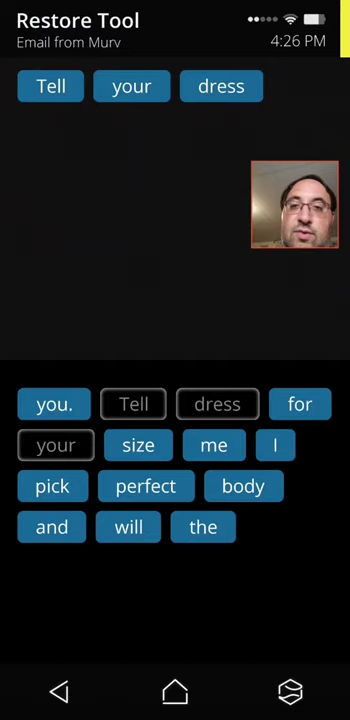 Restore Tool
Email from Murv
4:26 PM
Tell your dress
you. Tell dress for
your size me I
pick perfect body
and will the